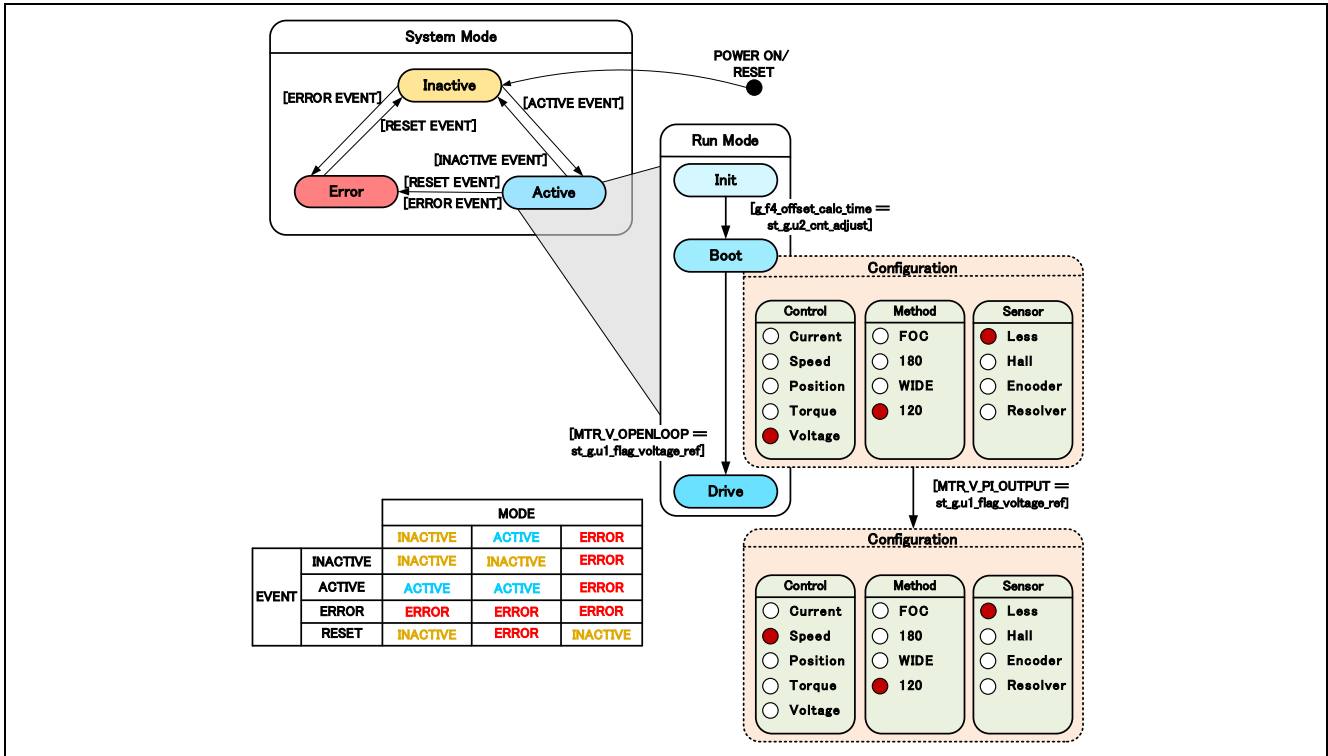 System Mode
POWER ON/
RESET
Inactive
[ERROR EVENT]
[ACTIVE EVENT]
[RESET EVENT]
[INACTIVE EVENT]
[RESET EVENT]
[ERROR EVENT]
Error
Active
Run Mode
Init
[g_f4_offset_calc_time ==
st_g.u2_cnt_adjust]
Boot
[MTR_V_OPENLOOP ==
st_g.u1_flag_voltage_ref]
Drive
Configuration
Control
Current
Speed
Position
Torque
Voltage
Method
FOC
180
WIDE
120
Sensor
Less
Hall
Encoder
Resolver
[MTR_V_PI_OUTPUT ==
st_g.u1_flag_voltage_ref]
Configuration
Control
Current
Speed
Position
Torque
Voltage
Method
FOC
180
WIDE
120
Sensor
Less
Hall
Encoder
Resolver
MODE
INACTIVE ACTIVE ERROR
EVENT
INACTIVE INACTIVE INACTIVE ERROR
ACTIVE ACTIVE ACTIVE ERROR
ERROR ERROR ERROR ERROR
RESET INACTIVE ERROR INACTIVE